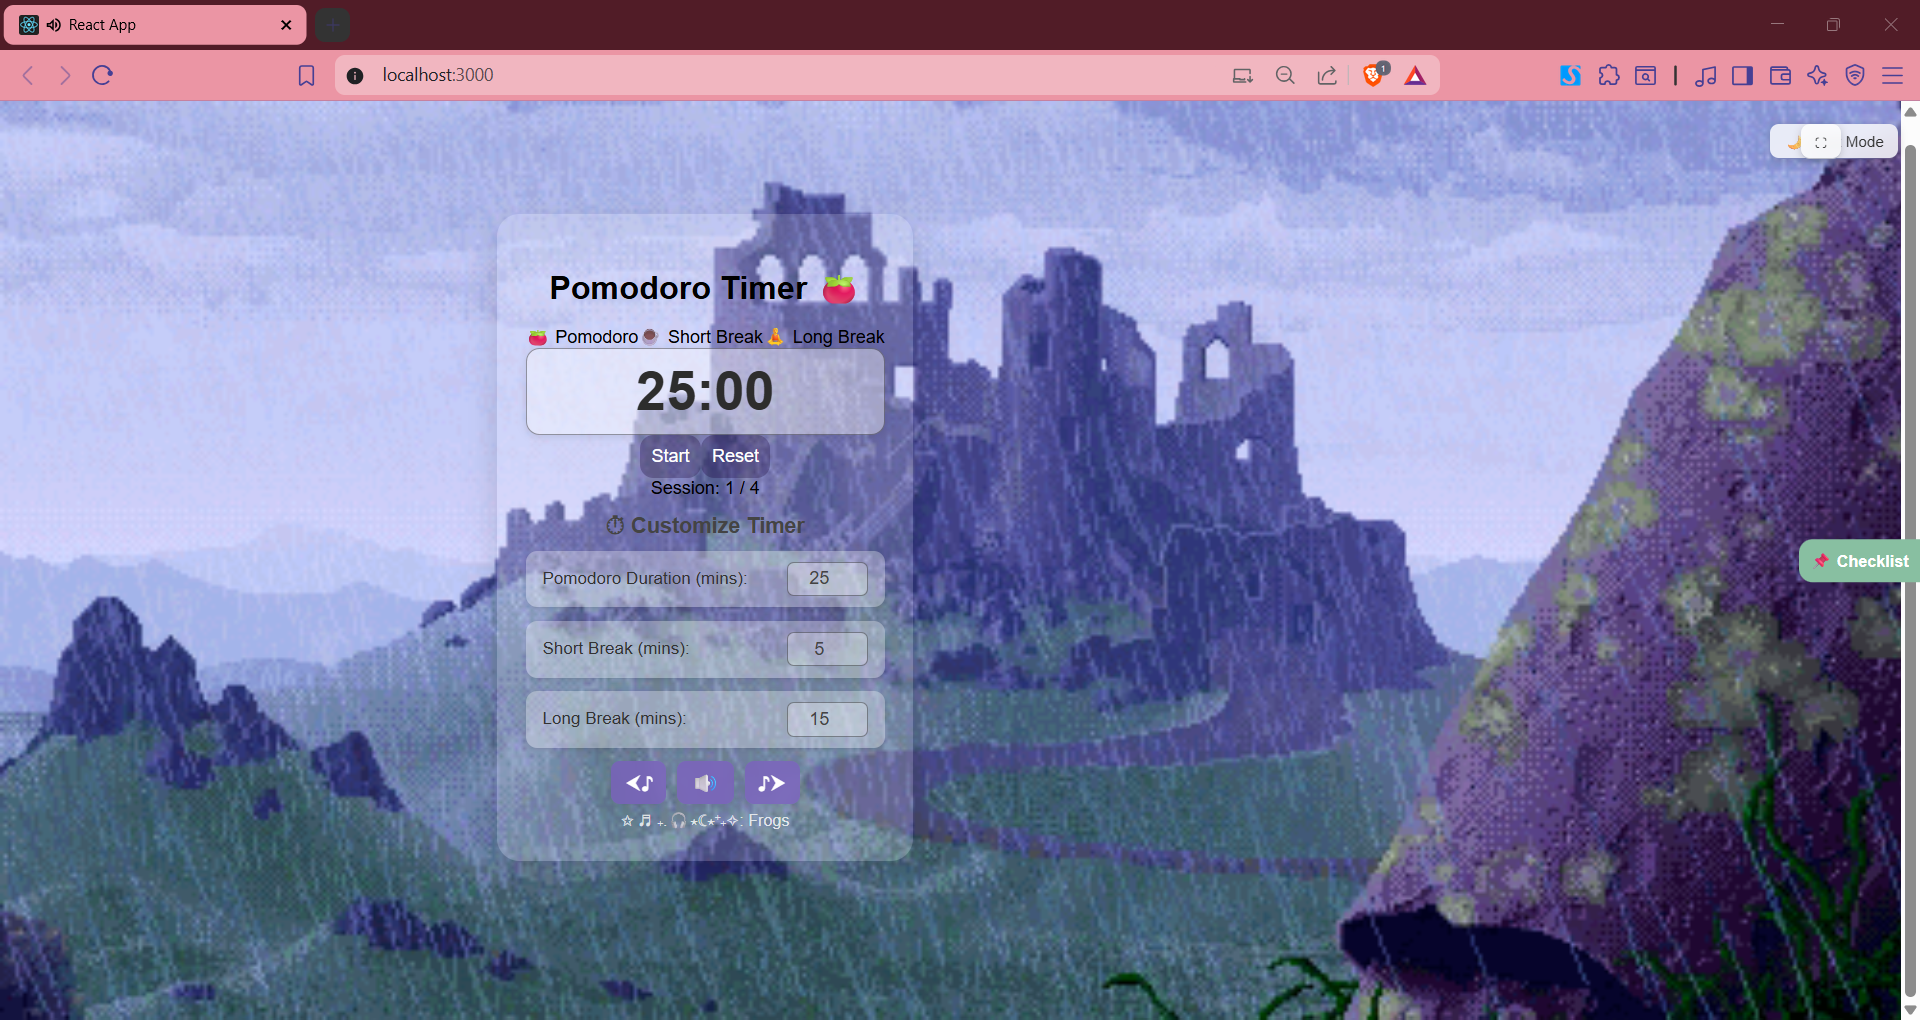 React App
localhost:3000
1
Mode
Pomodoro Timer 🍅
🍅 Pomodoro☕ Short Break🧘 Long Break
25:00
Start Reset
Session: 1 / 4
⏱ Customize Timer
Pomodoro Duration (mins): 25
Checklist
Short Break (mins): 5
Long Break (mins): 15
Frogs